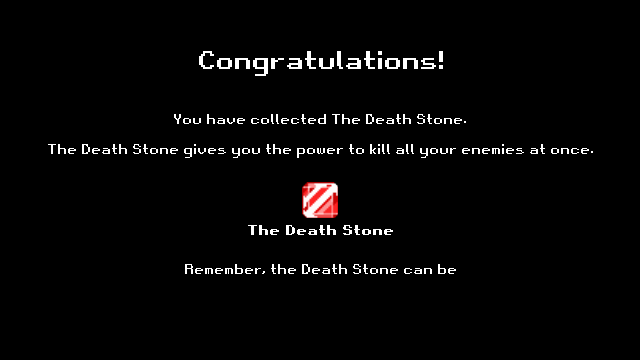 Congratulations!
You have collected The Death Stone.
The Death Stone gives you the power to kill all your enemies at once.
The Death Stone
Remember, the Death Stone can be